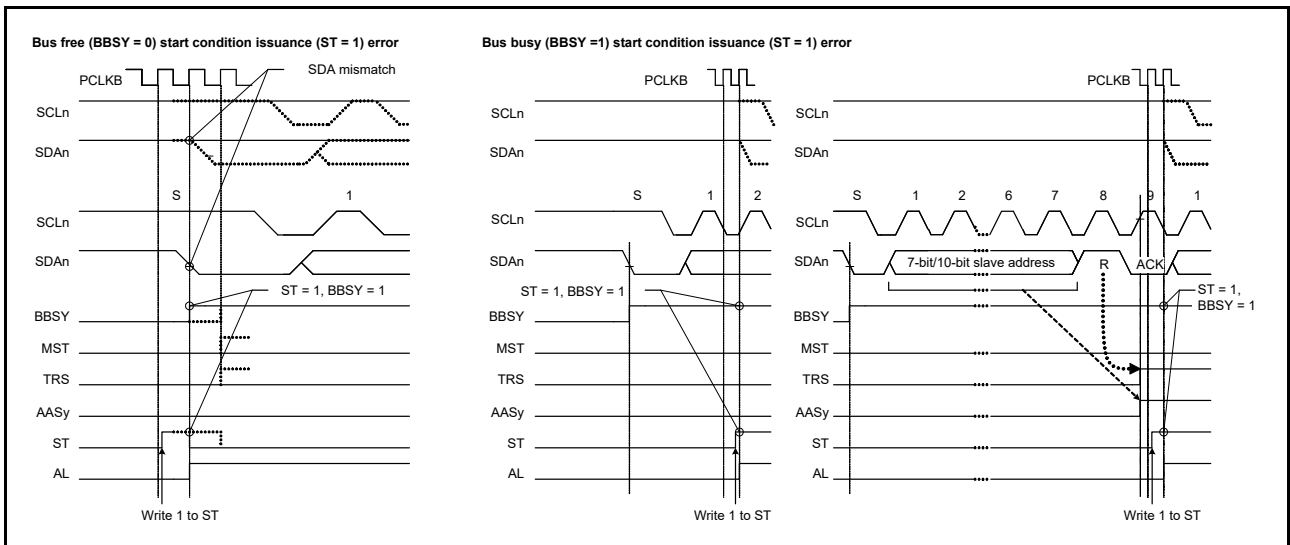 Bus free (BBSY = 0) start condition issuance (ST = 1) error
PCLKB
SDA mismatch
SCLn
SDAn
S
1
SCLn
SDAn
ST = 1, BBSY = 1
BBSY
MST
TRS
AASy
ST
AL
Write 1 to ST
Bus busy (BBSY =1) start condition issuance (ST = 1) error
PCLKB
SCLn
SDAn
S
1
2
SCLn
SDAn
ST = 1, BBSY = 1
BBSY
MST
TRS
AASy
ST
AL
Write 1 to ST
PCLKB
SCLn
SDAn
S
1
2
6
7
8
9
1
SCLn
SDAn
7-bit/10-bit slave address
R
ACK
ST = 1,
BBSY = 1
BBSY
MST
TRS
AASy
ST
AL
Write 1 to ST